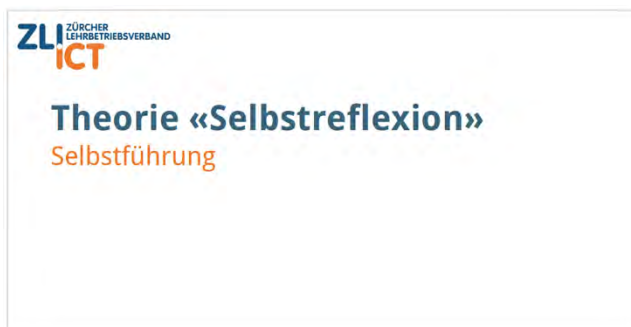 ZLI
ZÜRCHER
LEHRBETRIEBSVERBAND
ICT
Theorie «Selbstreflexion»
Selbstführung